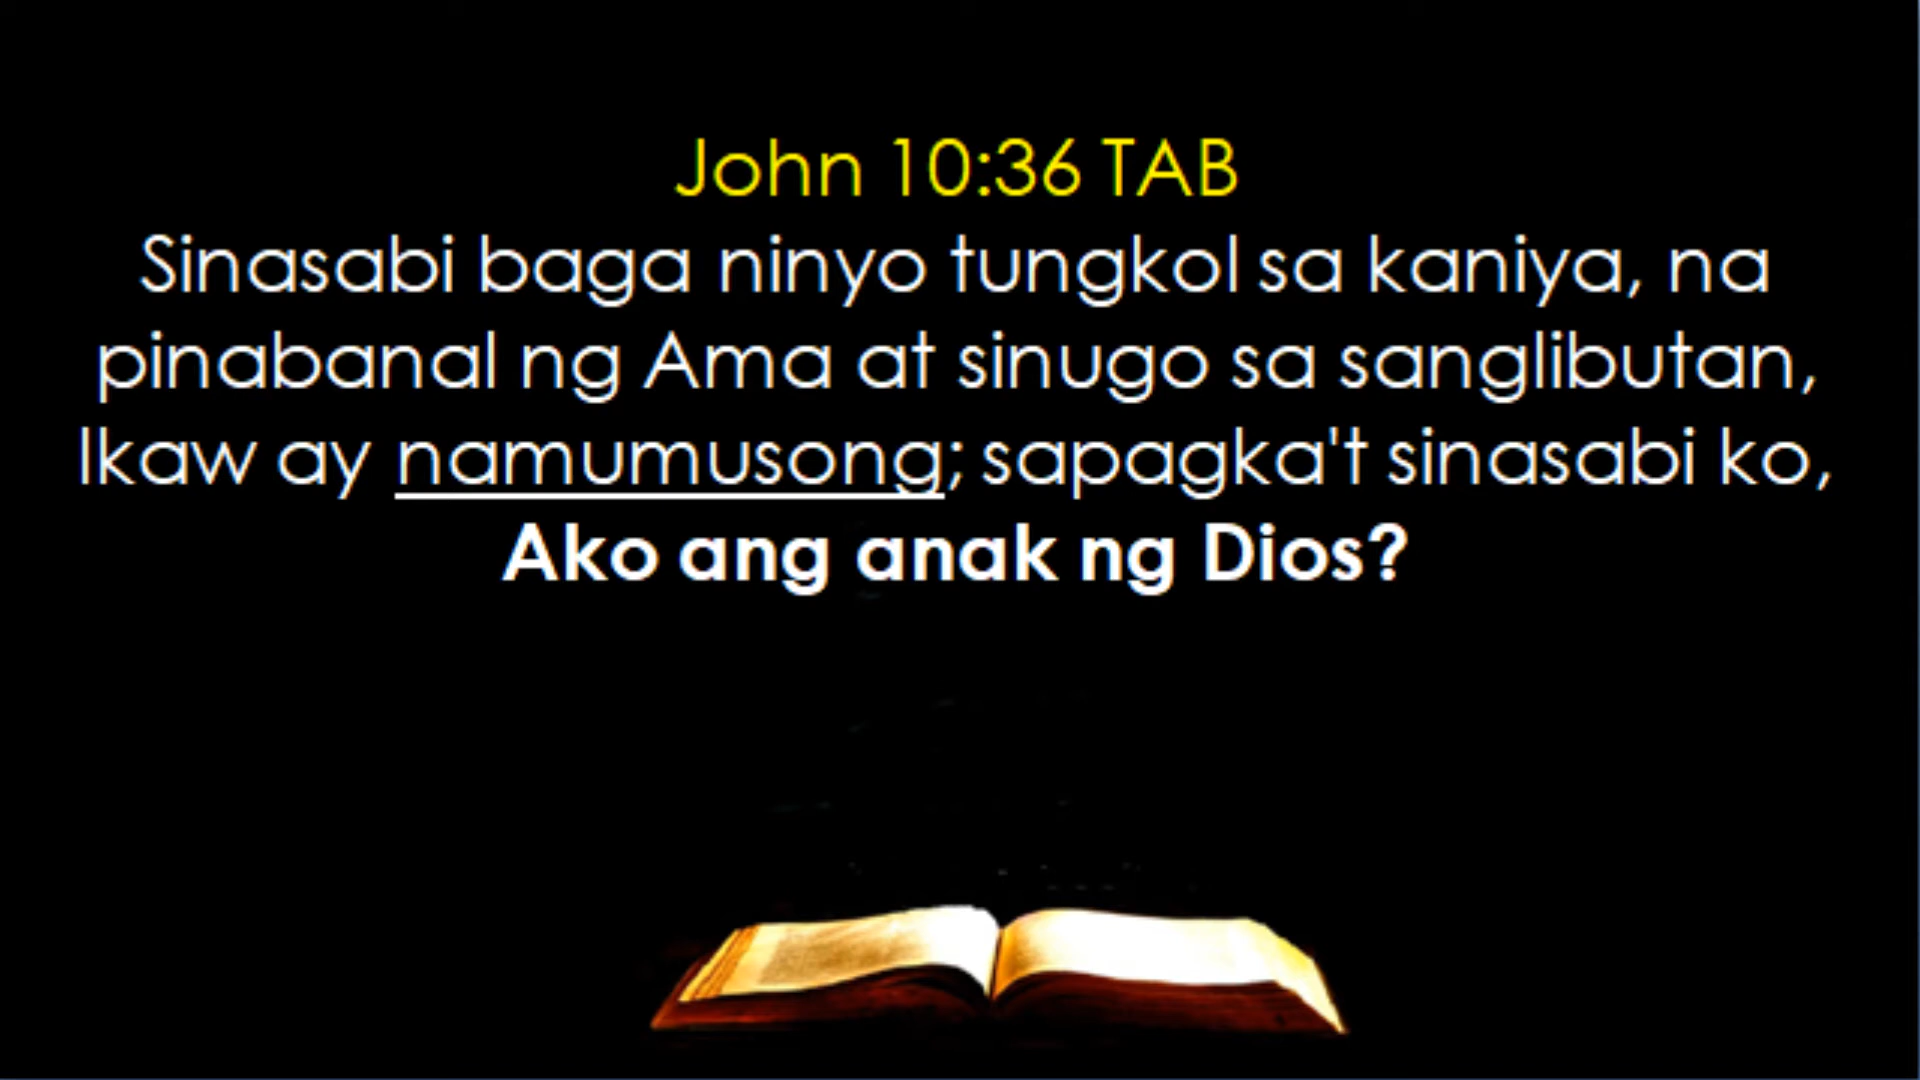 John 10:36 TAB
Sinasabi baga ninyo tungkol sa kaniya, na
pinabanal ng Ama at sinugo sa sanglibutan,
Ikaw ay namumusong; sapagka't sinasabi ko,
Ako ang anak ng Dios?